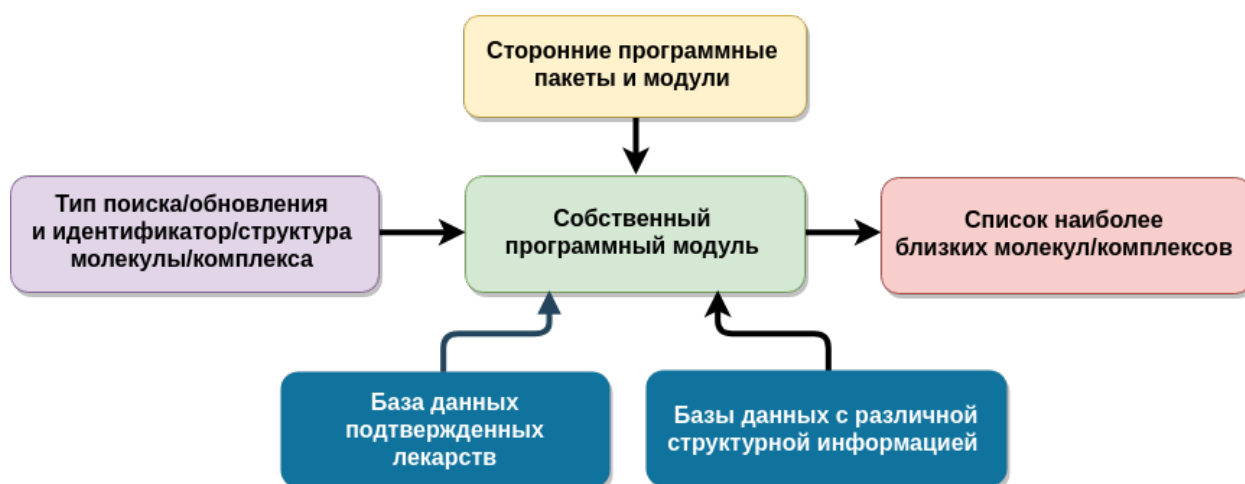 Сторонние программные
пакеты и модули
Тип поиска/обновления
и идентификатор/структура
молекулы/комплекса
Собственный
программный модуль
Список наиболее
близких молекул/комплексов
База данных
подтвержденных
лекарств
Базы данных с различной
структурной информацией